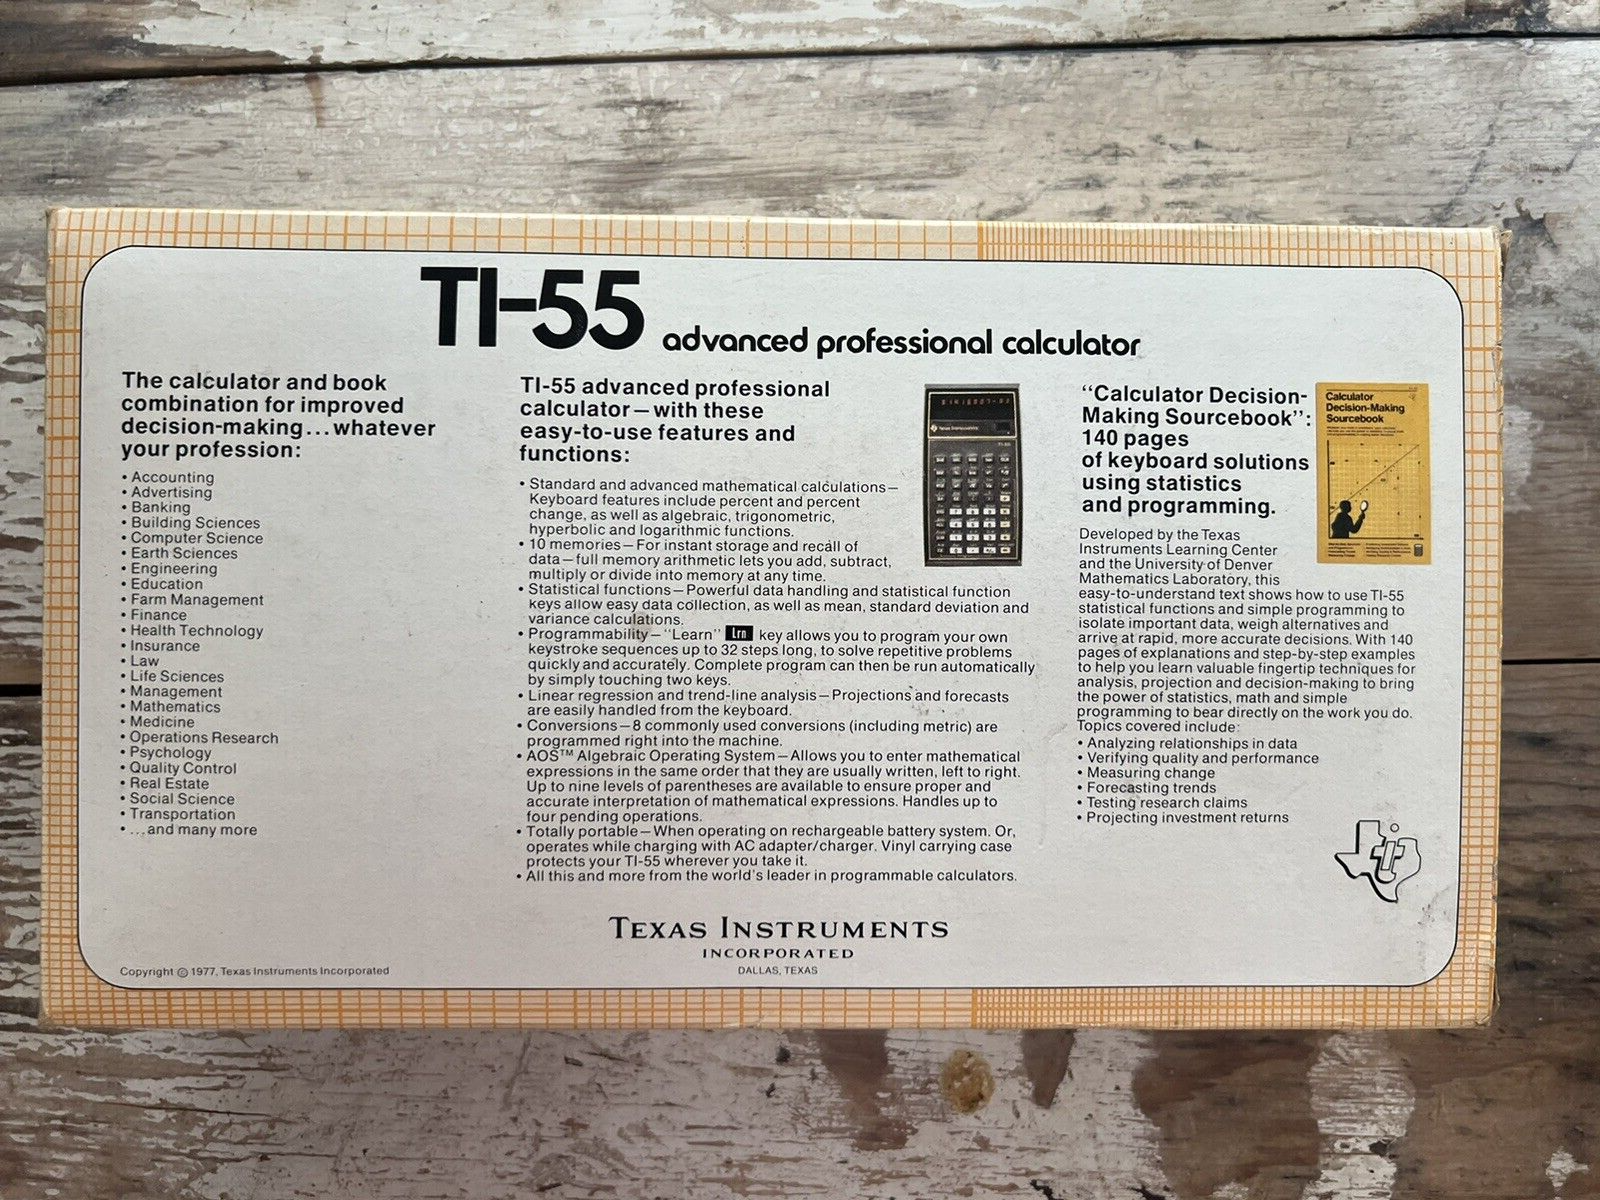 TI-55 advanced professional calculator
The calculator and book
combination for improved
decision-making...whatever
your profession:
• Accounting
• Advertising
• Banking
• Building Sciences
• Computer Science
• Earth Sciences
• Engineering
• Education
• Farm Management
• Finance
• Health Technology
• Insurance
• Law
• Life Sciences
• Management
• Mathematics
• Medicine
• Operations Research
• Psychology
• Quality Control
• Real Estate
• Social Science
• Transportation
• ...and many more
TI-55 advanced professional
calculator—with these
easy-to-use features and
functions:
• Standard and advanced mathematical calculations—
Keyboard features include percent and percent
change, as well as algebraic, trigonometric,
hyperbolic and logarithmic functions.
• 10 memories—For instant storage and recall of
data—full memory arithmetic lets you add, subtract,
multiply or divide into memory at any time.
• Statistical functions—Powerful data handling and statistical function
keys allow easy data collection, as well as mean, standard deviation and
variance calculations.
• Programmability—"Learn" Lrn key allows you to program your own
keystroke sequences up to 32 steps long, to solve repetitive problems
quickly and accurately. Complete program can then be run automatically
by simply touching two keys.
• Linear regression and trend-line analysis—Projections and forecasts
are easily handled from the keyboard.
• Conversions—8 commonly used conversions (including metric) are
programmed right into the machine.
• AOS™ Algebraic Operating System—Allows you to enter mathematical
expressions in the same order that they are usually written, left to right.
Up to nine levels of parentheses are available to ensure proper and
accurate interpretation of mathematical expressions. Handles up to
four pending operations.
• Totally portable—When operating on rechargeable battery system. Or,
operates while charging with AC adapter/charger. Vinyl carrying case
protects your TI-55 wherever you take it.
• All this and more from the world's leader in programmable calculators.
Texas Instruments
TI-55
"Calculator Decision-
Making Sourcebook":
140 pages
of keyboard solutions
using statistics
and programming.
Calculator
Decision-Making
Sourcebook
Developed by the Texas
Instruments Learning Center
and the University of Denver
Mathematics Laboratory, this
easy-to-understand text shows how to use TI-55
statistical functions and simple programming to
isolate important data, weigh alternatives and
arrive at rapid, more accurate decisions. With 140
pages of explanations and step-by-step examples
to help you learn valuable fingertip techniques for
analysis, projection and decision-making to bring
the power of statistics, math and simple
programming to bear directly on the work you do.
Topics covered include:
• Analyzing relationships in data
• Verifying quality and performance
• Measuring change
• Forecasting trends
• Testing research claims
• Projecting investment returns
TEXAS INSTRUMENTS
INCORPORATED
DALLAS, TEXAS
Copyright © 1977, Texas Instruments Incorporated